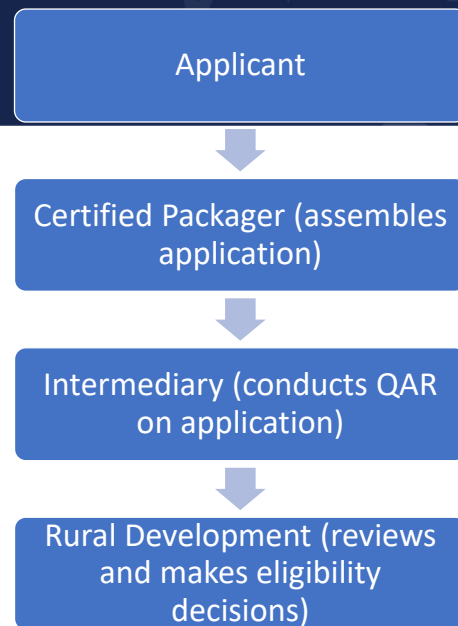 Applicant
Certified Packager (assembles
application)
Intermediary (conducts QAR
on application)
Rural Development (reviews
and makes eligibility
decisions)